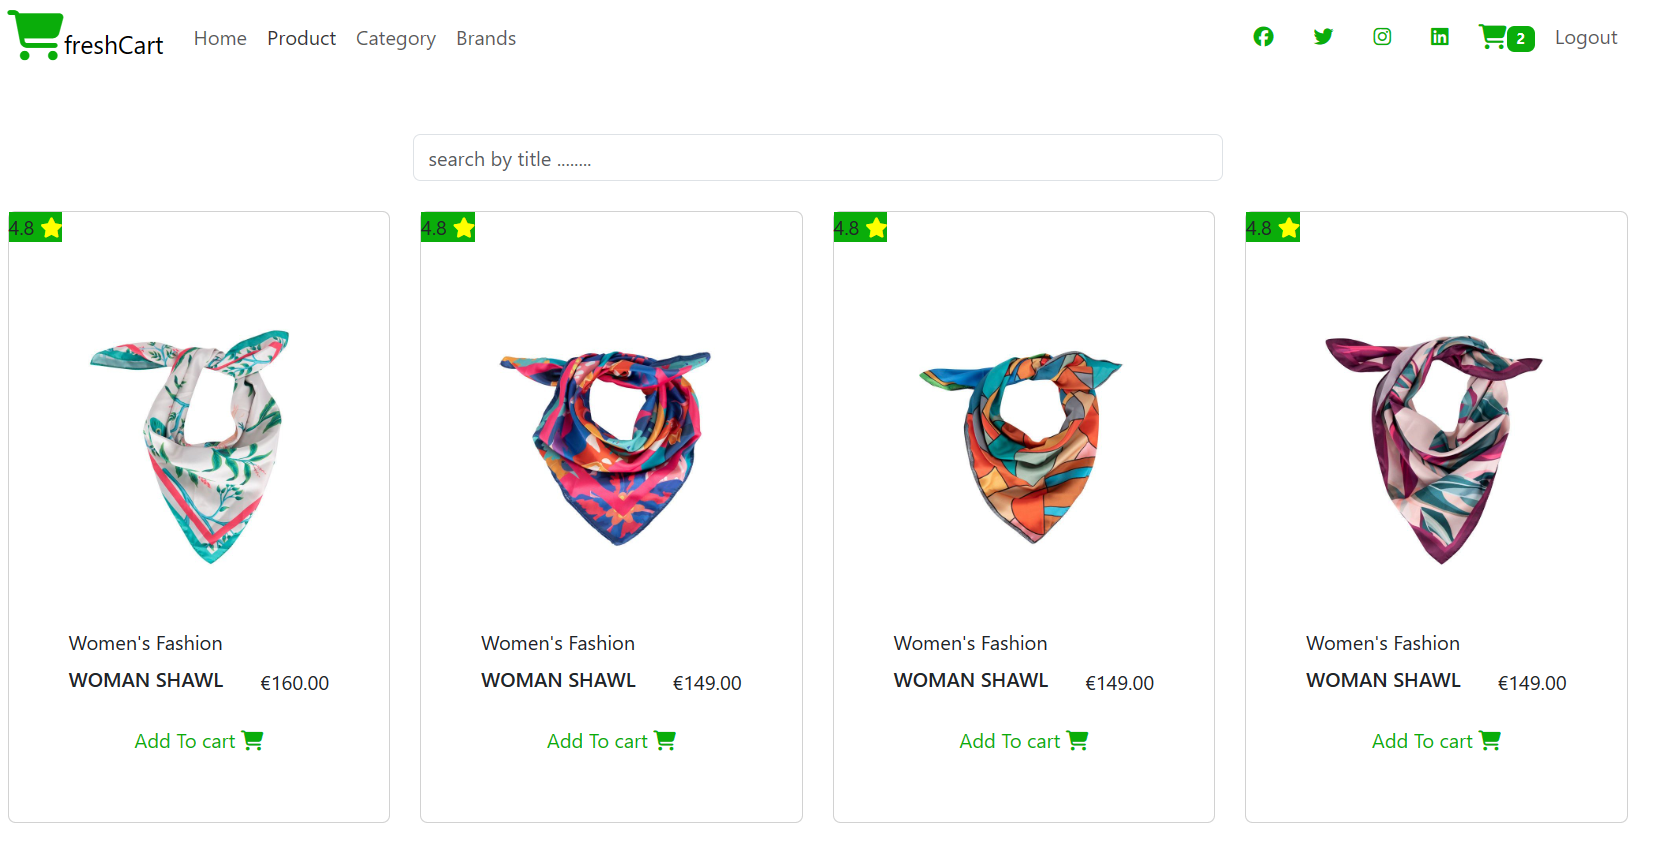 freshCart Home Product Category Brands 2 Logout
search by title ........
4.8 4.8 4.8 4.8
Women's Fashion Women's Fashion Women's Fashion Women's Fashion
WOMAN SHAWL €160.00 WOMAN SHAWL €149.00 WOMAN SHAWL €149.00 WOMAN SHAWL €149.00
Add To cart Add To cart Add To cart Add To cart